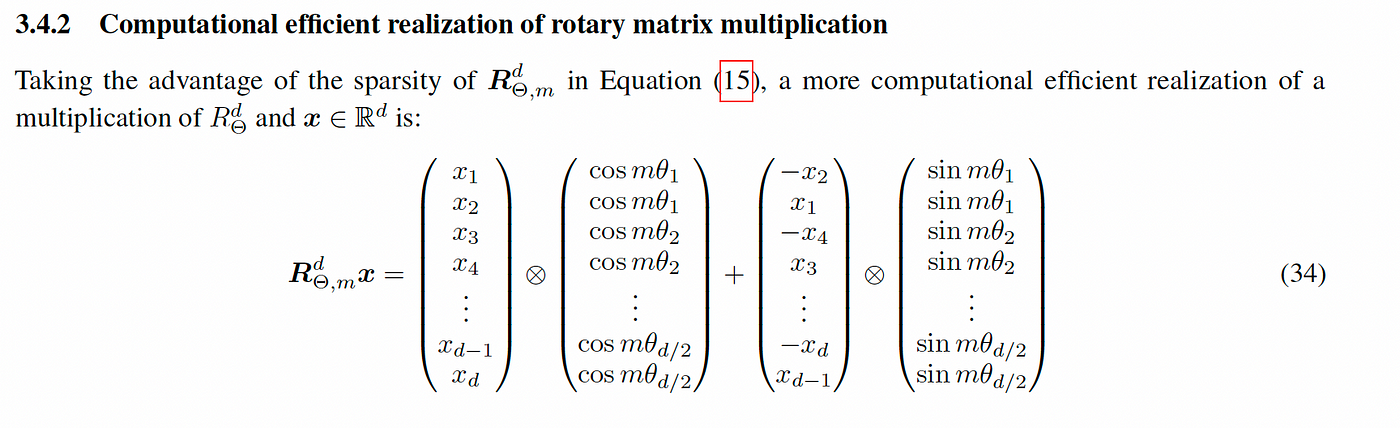 3.4.2 Computational efficient realization of rotary matrix multiplication
Taking the advantage of the sparsity of $\boldsymbol{R}^d_{\Theta,m}$ in Equation (15), a more computational efficient realization of a
multiplication of $R^d_{\Theta}$ and $\boldsymbol{x} \in \mathbb{R}^d$ is:
$$\boldsymbol{R}^d_{\Theta,m}\boldsymbol{x} = \begin{pmatrix} x_1 \\ x_2 \\ x_3 \\ x_4 \\ \vdots \\ x_{d-1} \\ x_d \end{pmatrix} \otimes \begin{pmatrix} \cos m\theta_1 \\ \cos m\theta_1 \\ \cos m\theta_2 \\ \cos m\theta_2 \\ \vdots \\ \cos m\theta_{d/2} \\ \cos m\theta_{d/2} \end{pmatrix} + \begin{pmatrix} -x_2 \\ x_1 \\ -x_4 \\ x_3 \\ \vdots \\ -x_d \\ x_{d-1} \end{pmatrix} \otimes \begin{pmatrix} \sin m\theta_1 \\ \sin m\theta_1 \\ \sin m\theta_2 \\ \sin m\theta_2 \\ \vdots \\ \sin m\theta_{d/2} \\ \sin m\theta_{d/2} \end{pmatrix} \quad (34)$$